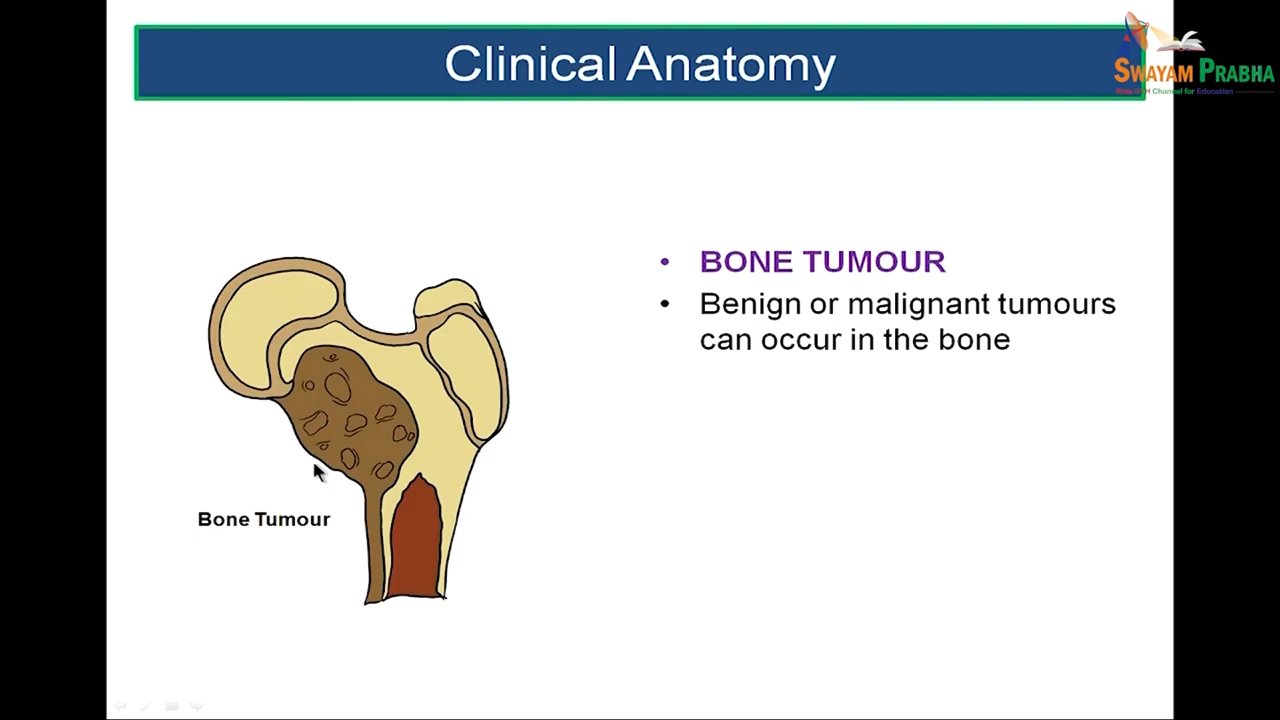 Clinical Anatomy
SWAYAM PRABHA
• BONE TUMOUR
• Benign or malignant tumours
can occur in the bone
Bone Tumour